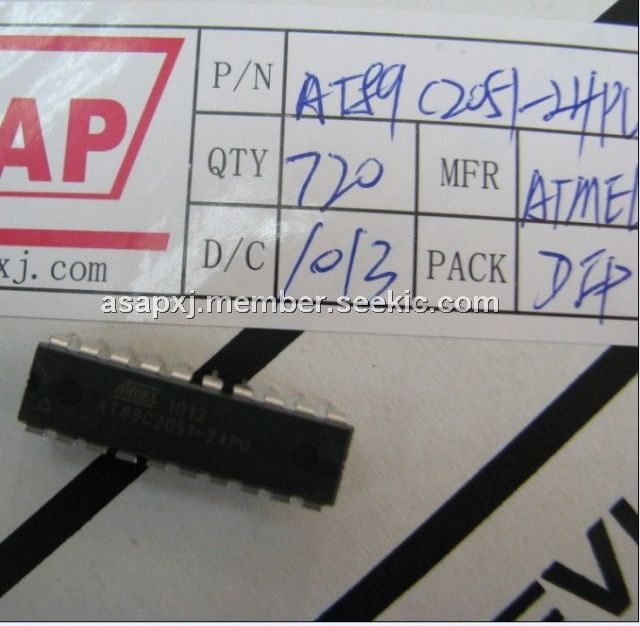 AP
P/N AT89C2051-24PU
QTY 720 MFR ATMEL
D/C 1013 PACK DIP
xj.com
asapxj.member.seekic.com
ATMEL 1013
AT89C2051-24PU
EVI